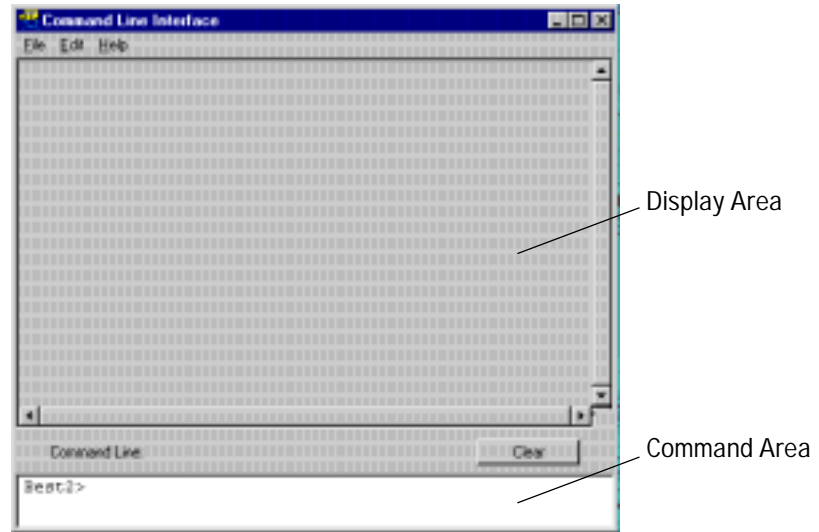 Command Line Interface
File Edit Help
Display Area
Command Line:
Clear
Command Area
Best2>